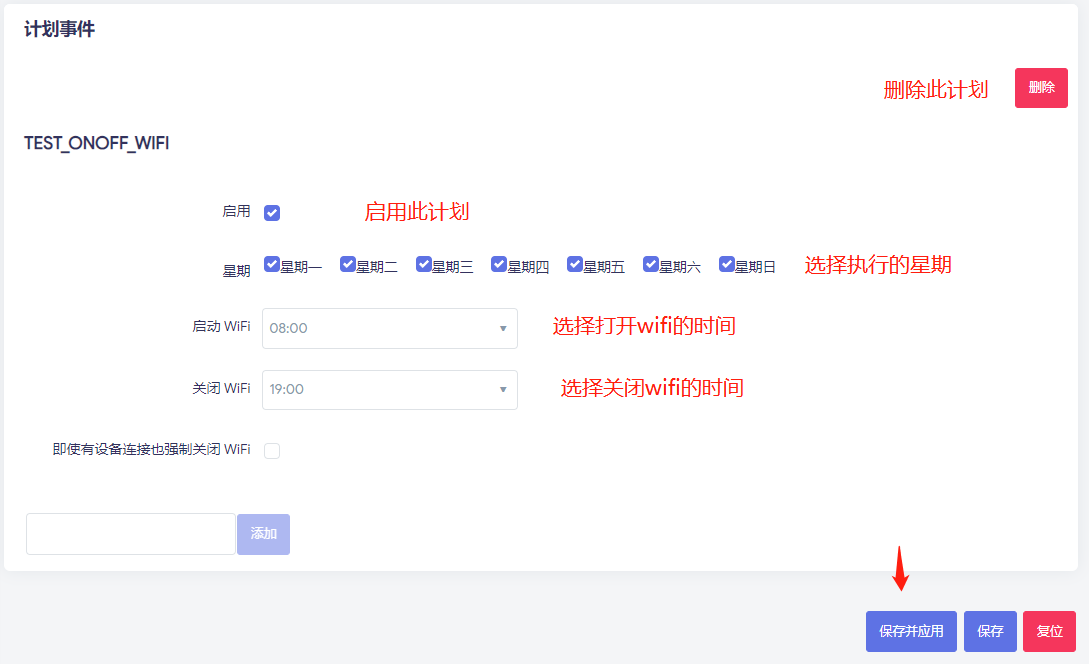 计划事件
删除此计划 删除
TEST_ONOFF_WIFI
启用 启用此计划
星期 星期一 星期二 星期三 星期四 星期五 星期六 星期日 选择执行的星期
启动 WiFi 08:00 选择打开wifi的时间
关闭 WiFi 19:00 选择关闭wifi的时间
即使有设备连接也强制关闭 WiFi
添加
保存并应用 保存 复位